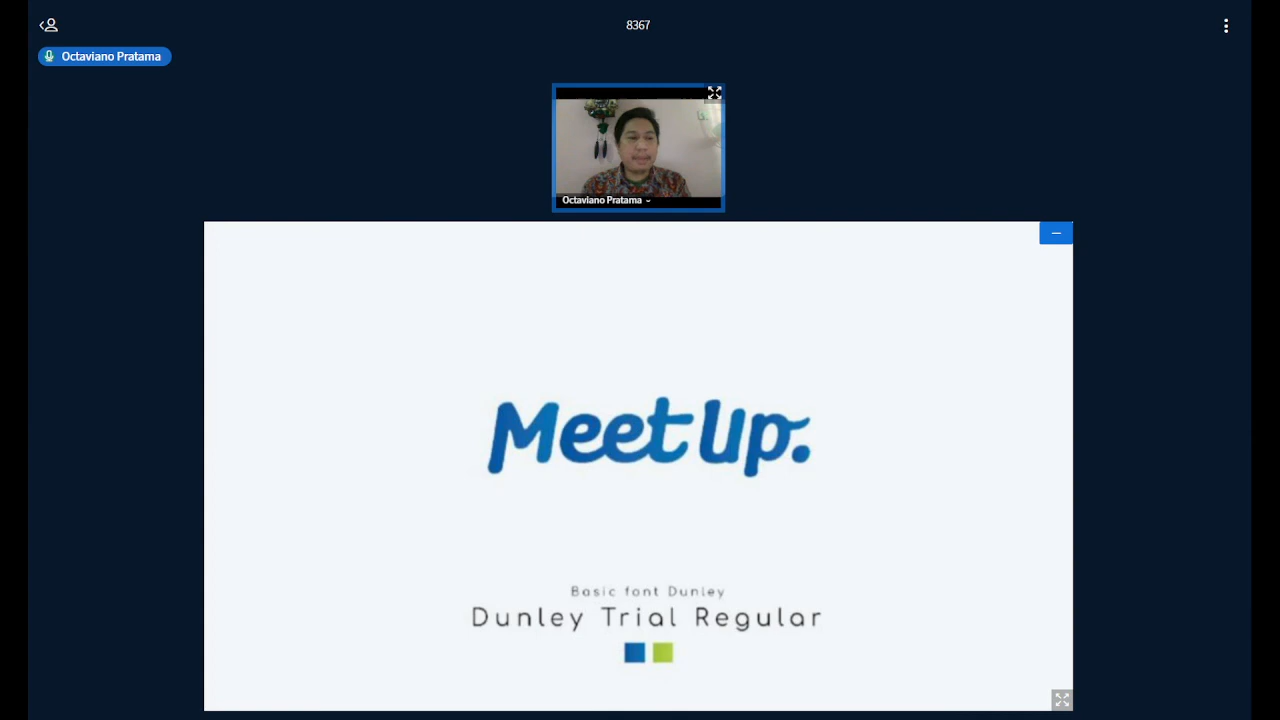 8367
Octaviano Pratama
Octaviano Pratama
MeetUp.
Basic font Dunley
Dunley Trial Regular